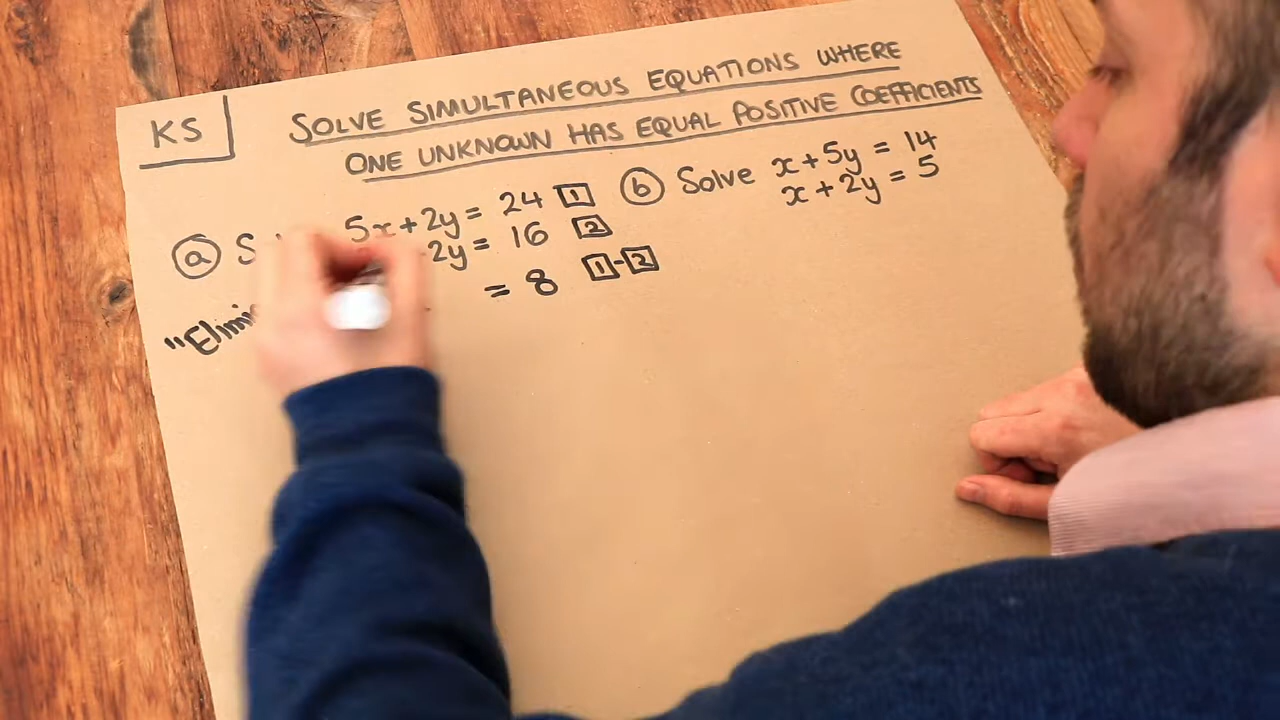 KS
SOLVE SIMULTANEOUS EQUATIONS WHERE
ONE UNKNOWN HAS EQUAL POSITIVE COEFFICIENTS
ⓐ 5x+2y = 24 [1]
2y = 16 [2]
= 8 [1]-[2]
ⓑ Solve x+5y = 14
x+2y = 5